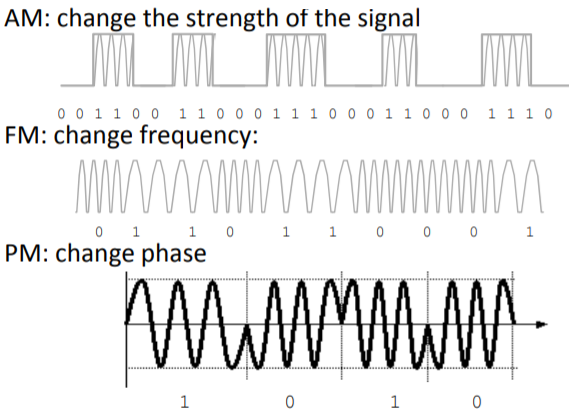 AM: change the strength of the signal
0 0 1 1 0 0 1 1 0 0 0 1 1 1 0 0 0 1 1 0 0 0 1 1 1 0
FM: change frequency:
0 1 1 0 1 1 0 0 0 1
PM: change phase
1 0 1 0